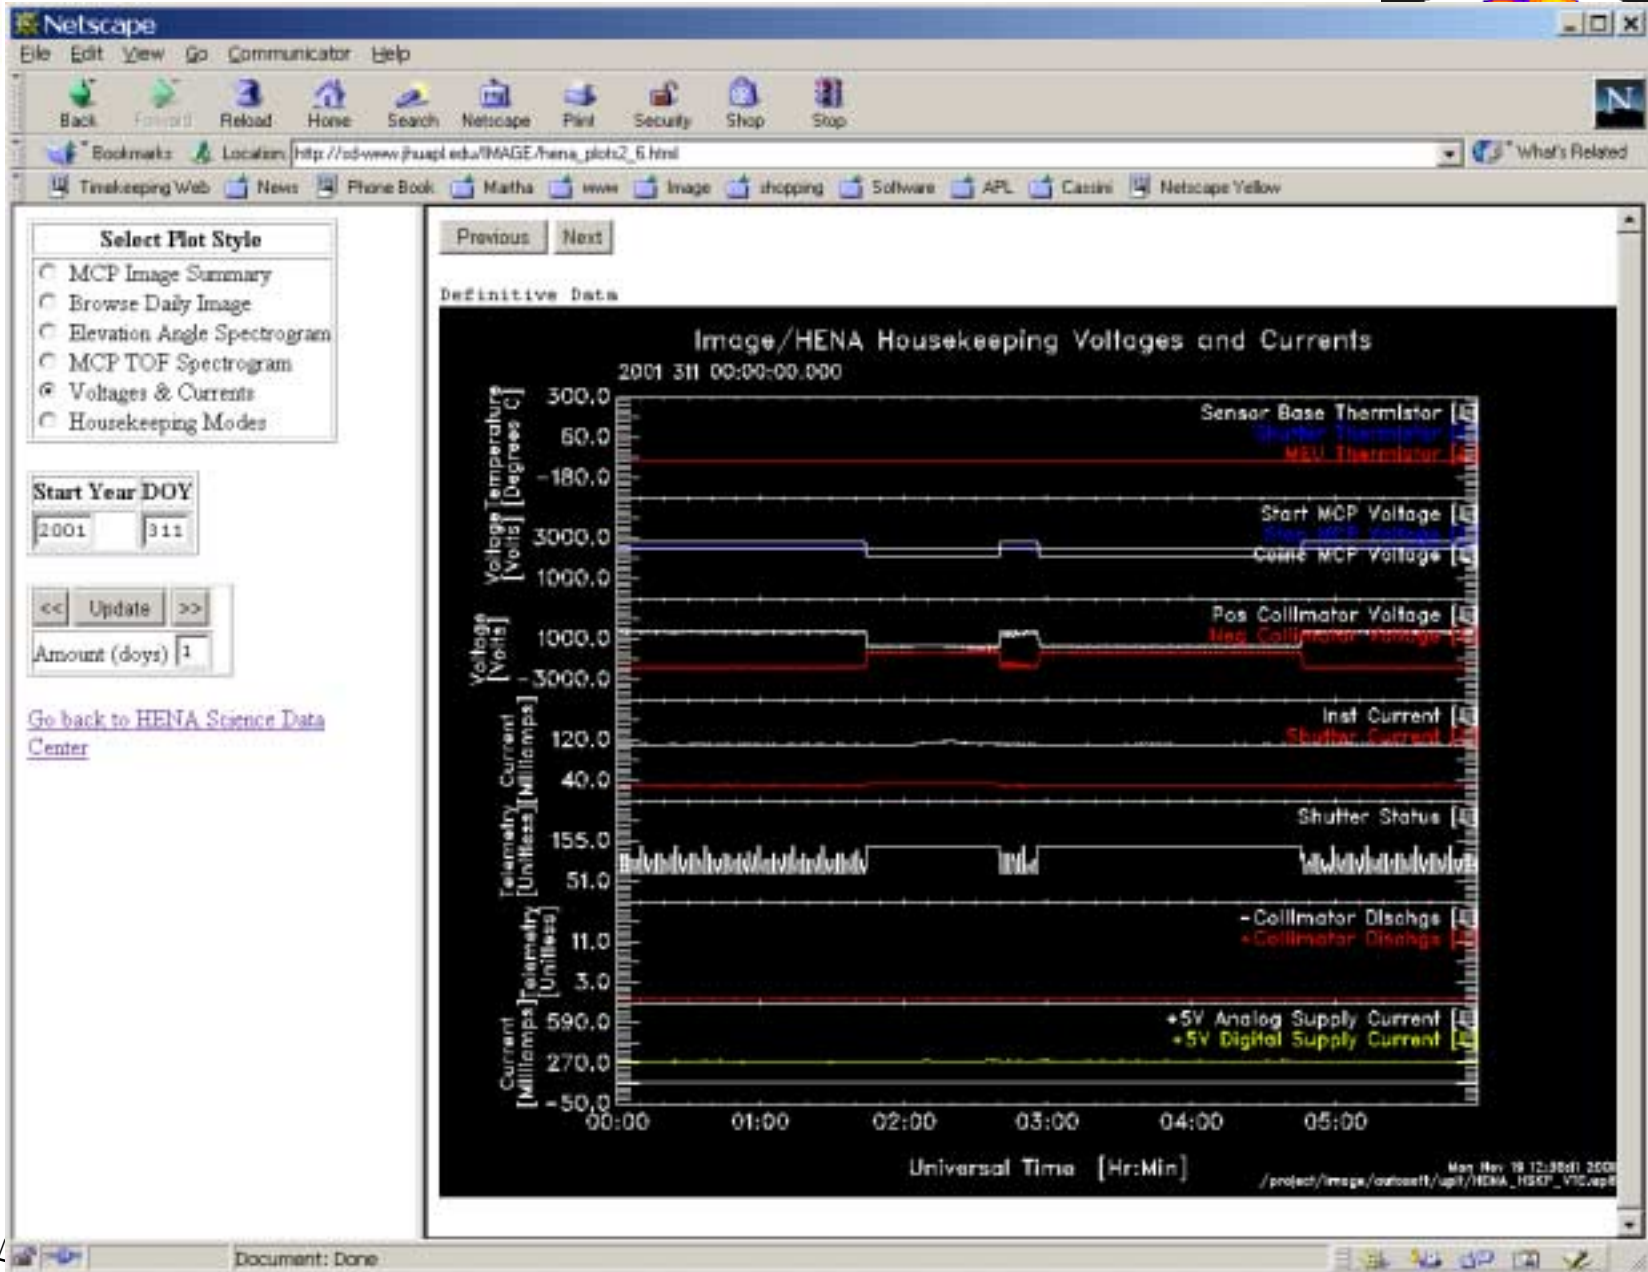 Netscape
File Edit View Go Communicator Help
Back Forward Reload Home Search Netscape Print Security Shop Stop
Bookmarks Location: http://sd-www.jhuapl.edu/IMAGE/hena_plots2_6.html What's Related
Timekeeping Web News Phone Book Martha www Image shopping Software APL Cassini Netscape Yellow
Select Plot Style
MCP Image Summary
Browse Daily Image
Elevation Angle Spectrogram
MCP TOF Spectrogram
Voltages & Currents
Housekeeping Modes
Start Year DOY
2001 311
<< Update >>
Amount (doys) 1
Go back to HENA Science Data
Center
Previous Next
Definitive Data
Image/HENA Housekeeping Voltages and Currents
2001 311 00:00:00.000
Temperature
[Degrees C]
300.0
60.0
-180.0
Sensor Base Thermistor
Shutter Thermistor
MEU Thermistor
Voltage
[Volts]
3000.0
1000.0
Start MCP Voltage
Stop MCP Voltage
Coinc MCP Voltage
Voltage
[Volts]
1000.0
-3000.0
Pos Collimator Voltage
Neg Collimator Voltage
Current
[Milliamps]
120.0
40.0
Inst Current
Shutter Current
Telemetry
[Unitless]
155.0
51.0
Shutter Status
Telemetry
[Unitless]
11.0
3.0
-Collimator Dischgs
+Collimator Dischgs
Current
[Milliamps]
590.0
270.0
-50.0
+5V Analog Supply Current
+5V Digital Supply Current
00:00 01:00 02:00 03:00 04:00 05:00
Universal Time [Hr:Min]
Mon Nov 19
Document: Done